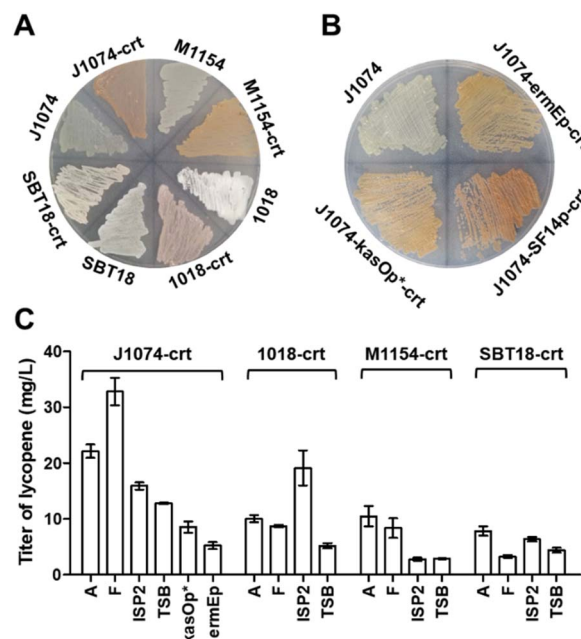 A
J1074-crt
M1154
M1154-crt
1018
1018-crt
SBT18
SBT18-crt
J1074
B
J1074
J1074-ermEp-crt
J1074-SF14p-crt
J1074-kasOp*-crt
C
J1074-crt 1018-crt M1154-crt SBT18-crt
Titer of lycopene (mg/L)
40
30
20
10
0
A F ISP2 TSB kasOp* ermEp A F ISP2 TSB A F ISP2 TSB A F ISP2 TSB